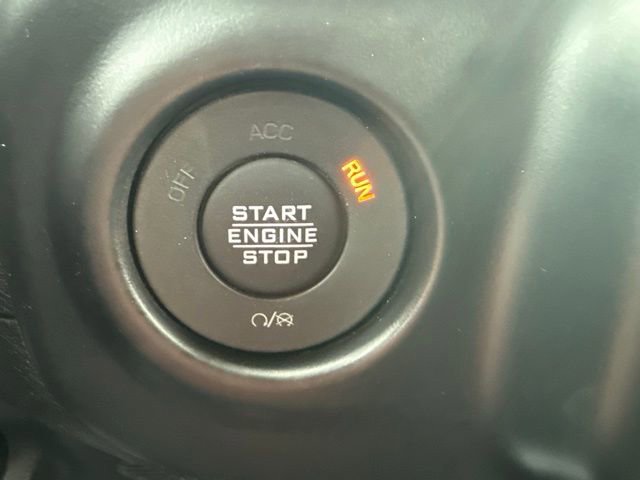 ACC
OFF
RUN
START
ENGINE
STOP